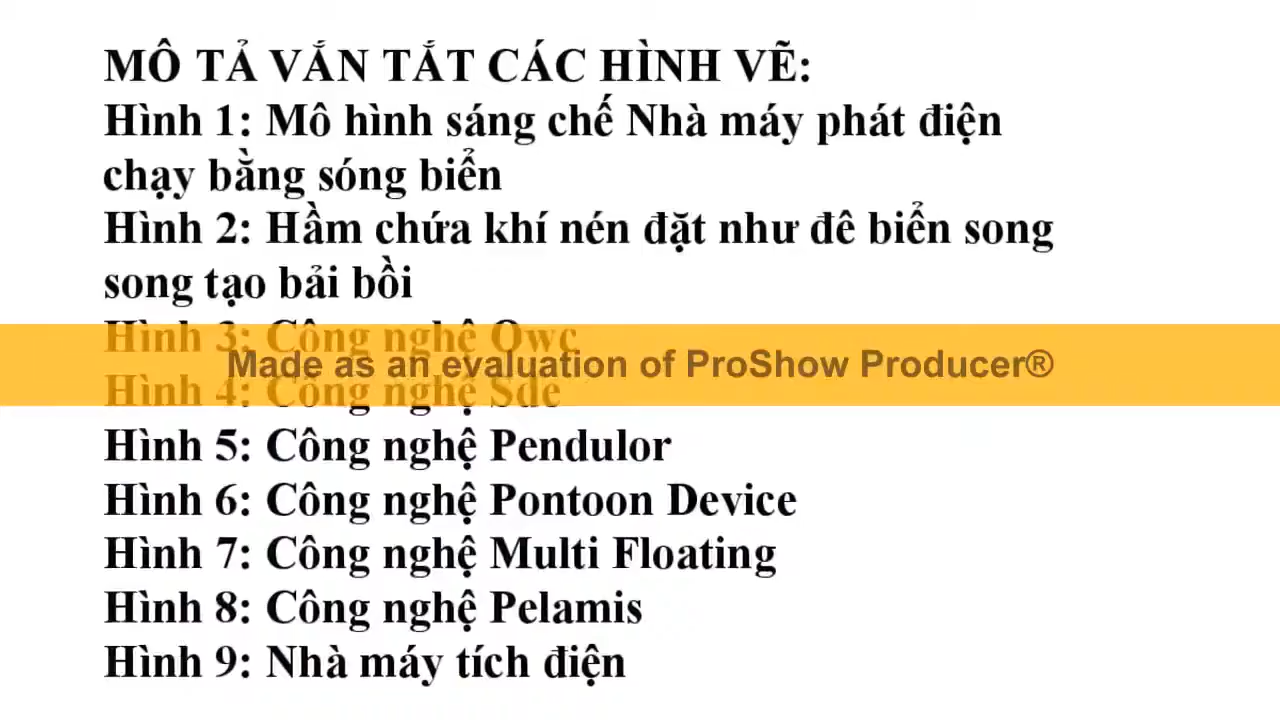 MÔ TẢ VẮN TẮT CÁC HÌNH VẼ:
Hình 1: Mô hình sáng chế Nhà máy phát điện
chạy bằng sóng biển
Hình 2: Hầm chứa khí nén đặt như đê biển song
song tạo bải bồi
Hình 3: Công nghệ Owc
Made as an evaluation of ProShow Producer®
Hình 4: Công nghệ Sde
Hình 5: Công nghệ Pendulor
Hình 6: Công nghệ Pontoon Device
Hình 7: Công nghệ Multi Floating
Hình 8: Công nghệ Pelamis
Hình 9: Nhà máy tích điện